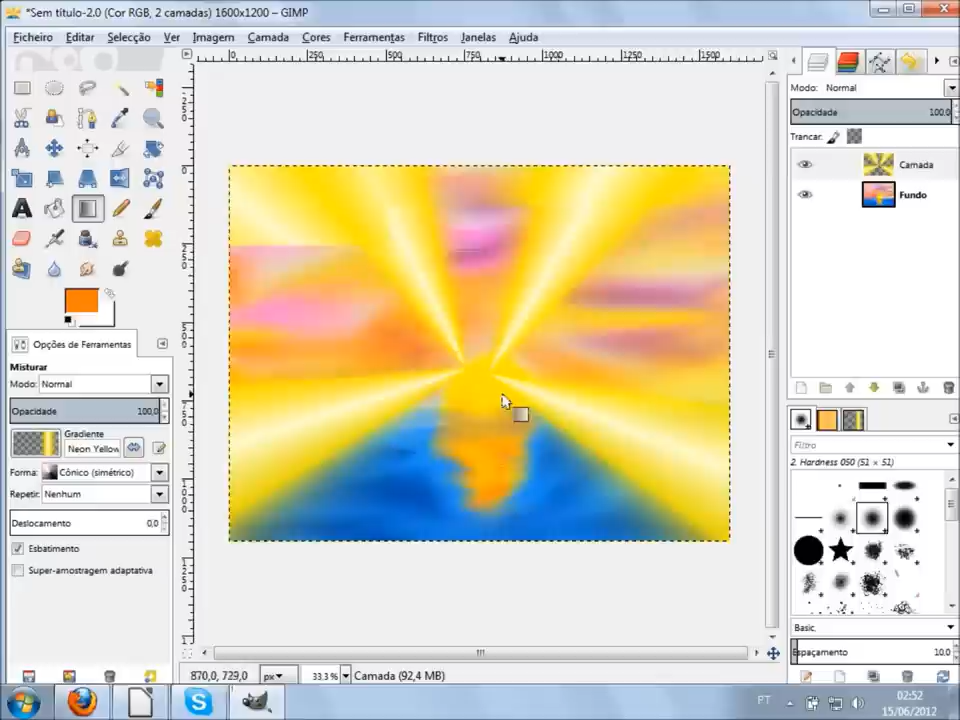 *Sem título-2.0 (Cor RGB, 2 camadas) 1600x1200 – GIMP
Ficheiro Editar Selecção Ver Imagem Camada Cores Ferramentas Filtros Janelas Ajuda
0 250 500 750 1000 1250 1500
Modo: Normal
Opacidade 100,0
Trancar:
Camada
Fundo
Opções de Ferramentas
Misturar
Modo: Normal
Opacidade 100,0
Gradiente
Neon Yellow
Forma: Cónico (simétrico)
Repetir: Nenhum
Deslocamento 0,0
Esbatimento
Super-amostragem adaptativa
Filtro
2. Hardness 050 (51 × 51)
Basic,
Espaçamento 10.0
870,0, 729,0 px 33.3% Camada (92,4 MB)
PT
02:52
15/06/2012